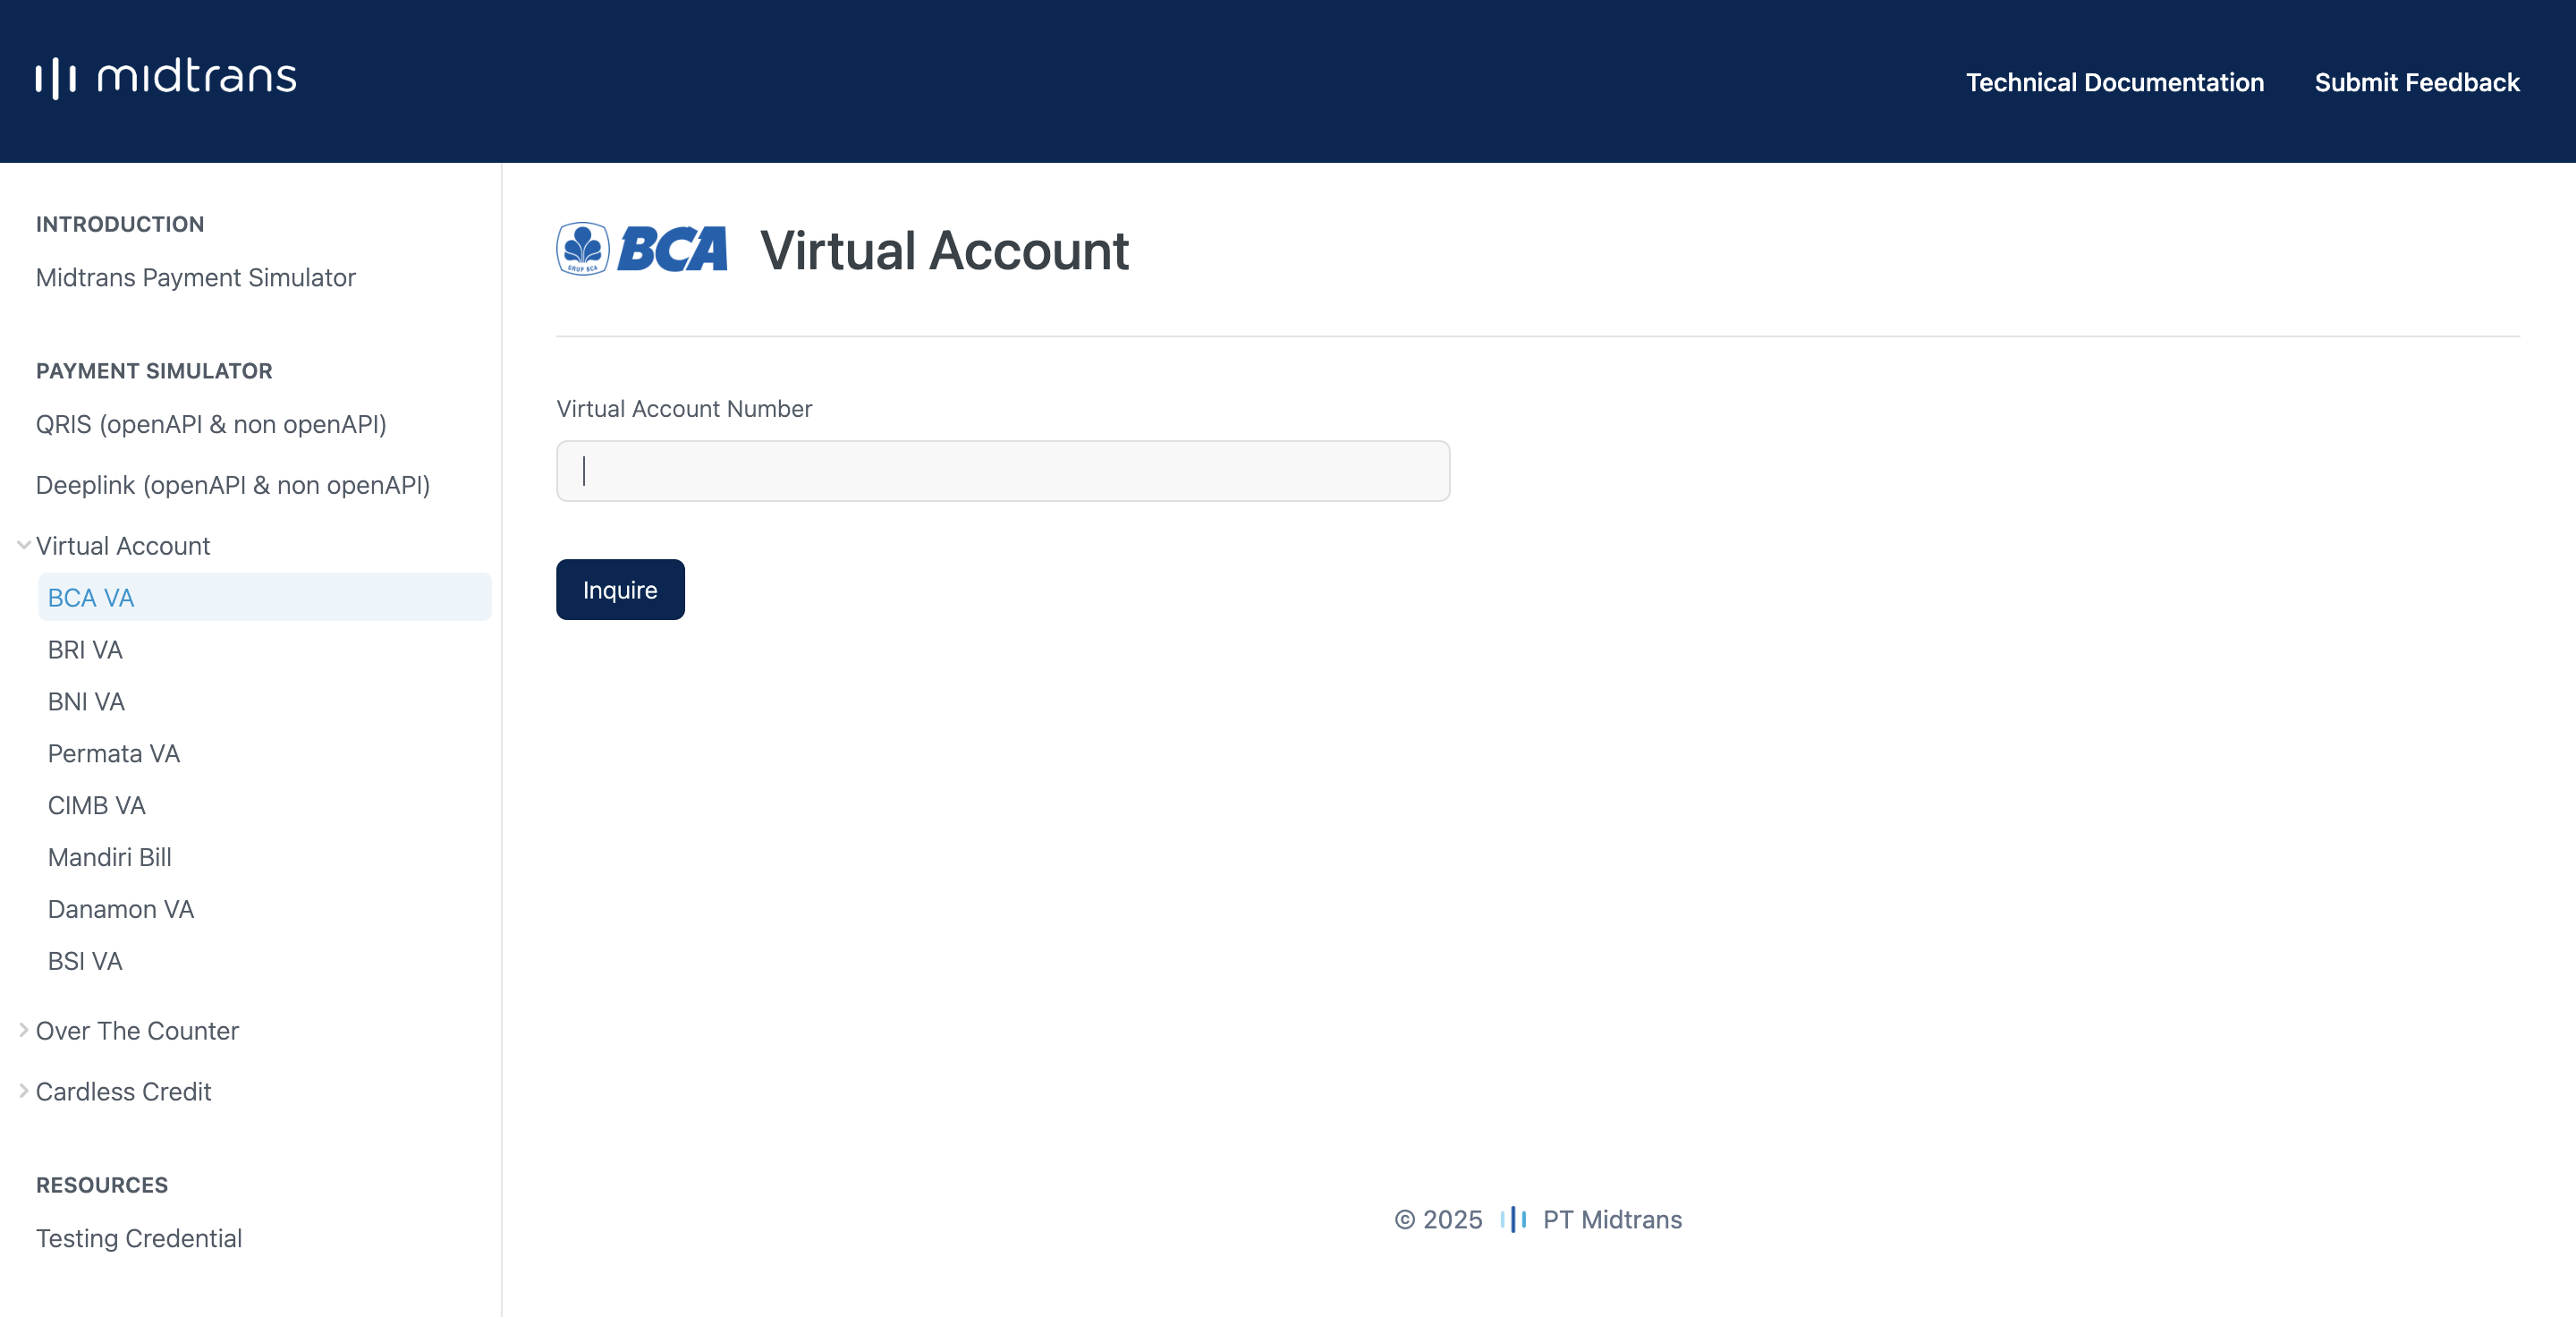 midtrans
Technical Documentation
Submit Feedback
INTRODUCTION
Midtrans Payment Simulator
PAYMENT SIMULATOR
QRIS (openAPI & non openAPI)
Deeplink (openAPI & non openAPI)
Virtual Account
BCA VA
BRI VA
BNI VA
Permata VA
CIMB VA
Mandiri Bill
Danamon VA
BSI VA
Over The Counter
Cardless Credit
RESOURCES
Testing Credential
GRUP BCA
BCA Virtual Account
Virtual Account Number
Inquire
© 2025 PT Midtrans